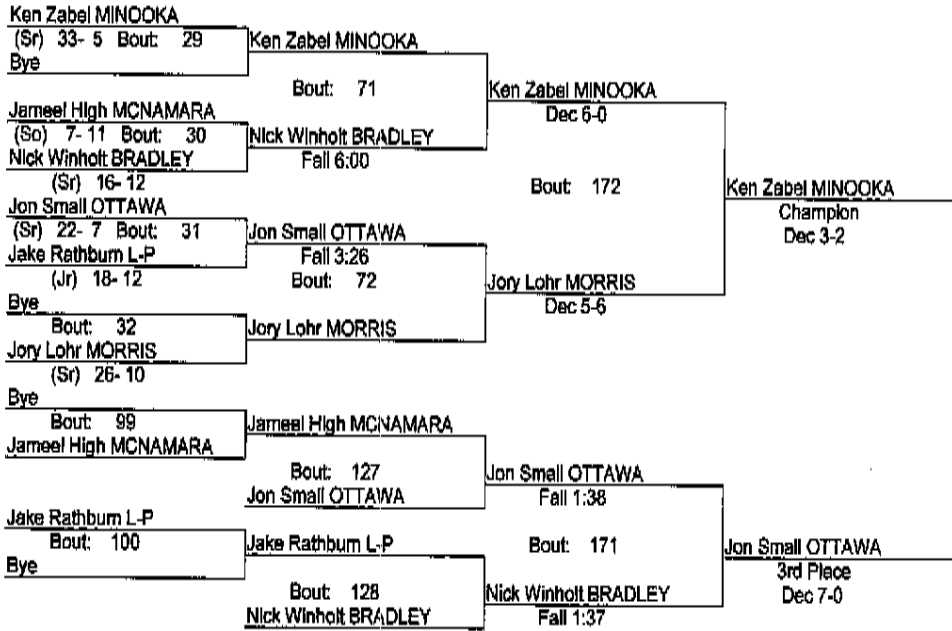 Ken Zabel MINOOKA
(Sr) 33- 5 Bout: 29
Bye
Ken Zabel MINOOKA
Bout: 71
Jameel High MCNAMARA
(So) 7- 11 Bout: 30
Nick Winholt BRADLEY
(Sr) 16- 12
Nick Winholt BRADLEY
Fall 6:00
Ken Zabel MINOOKA
Dec 6-0
Bout: 172
Jon Small OTTAWA
(Sr) 22- 7 Bout: 31
Jake Rathburn L-P
(Jr) 18- 12
Jon Small OTTAWA
Fall 3:26
Bout: 72
Bye
Bout: 32
Jory Lohr MORRIS
(Sr) 26- 10
Jory Lohr MORRIS
Jory Lohr MORRIS
Dec 5-6
Ken Zabel MINOOKA
Champion
Dec 3-2
Bye
Bout: 99
Jameel High MCNAMARA
Jameel High MCNAMARA
Bout: 127
Jon Small OTTAWA
Jon Small OTTAWA
Fall 1:38
Bout: 171
Jake Rathburn L-P
Bout: 100
Bye
Jake Rathburn L-P
Bout: 128
Nick Winholt BRADLEY
Nick Winholt BRADLEY
Fall 1:37
Jon Small OTTAWA
3rd Place
Dec 7-0